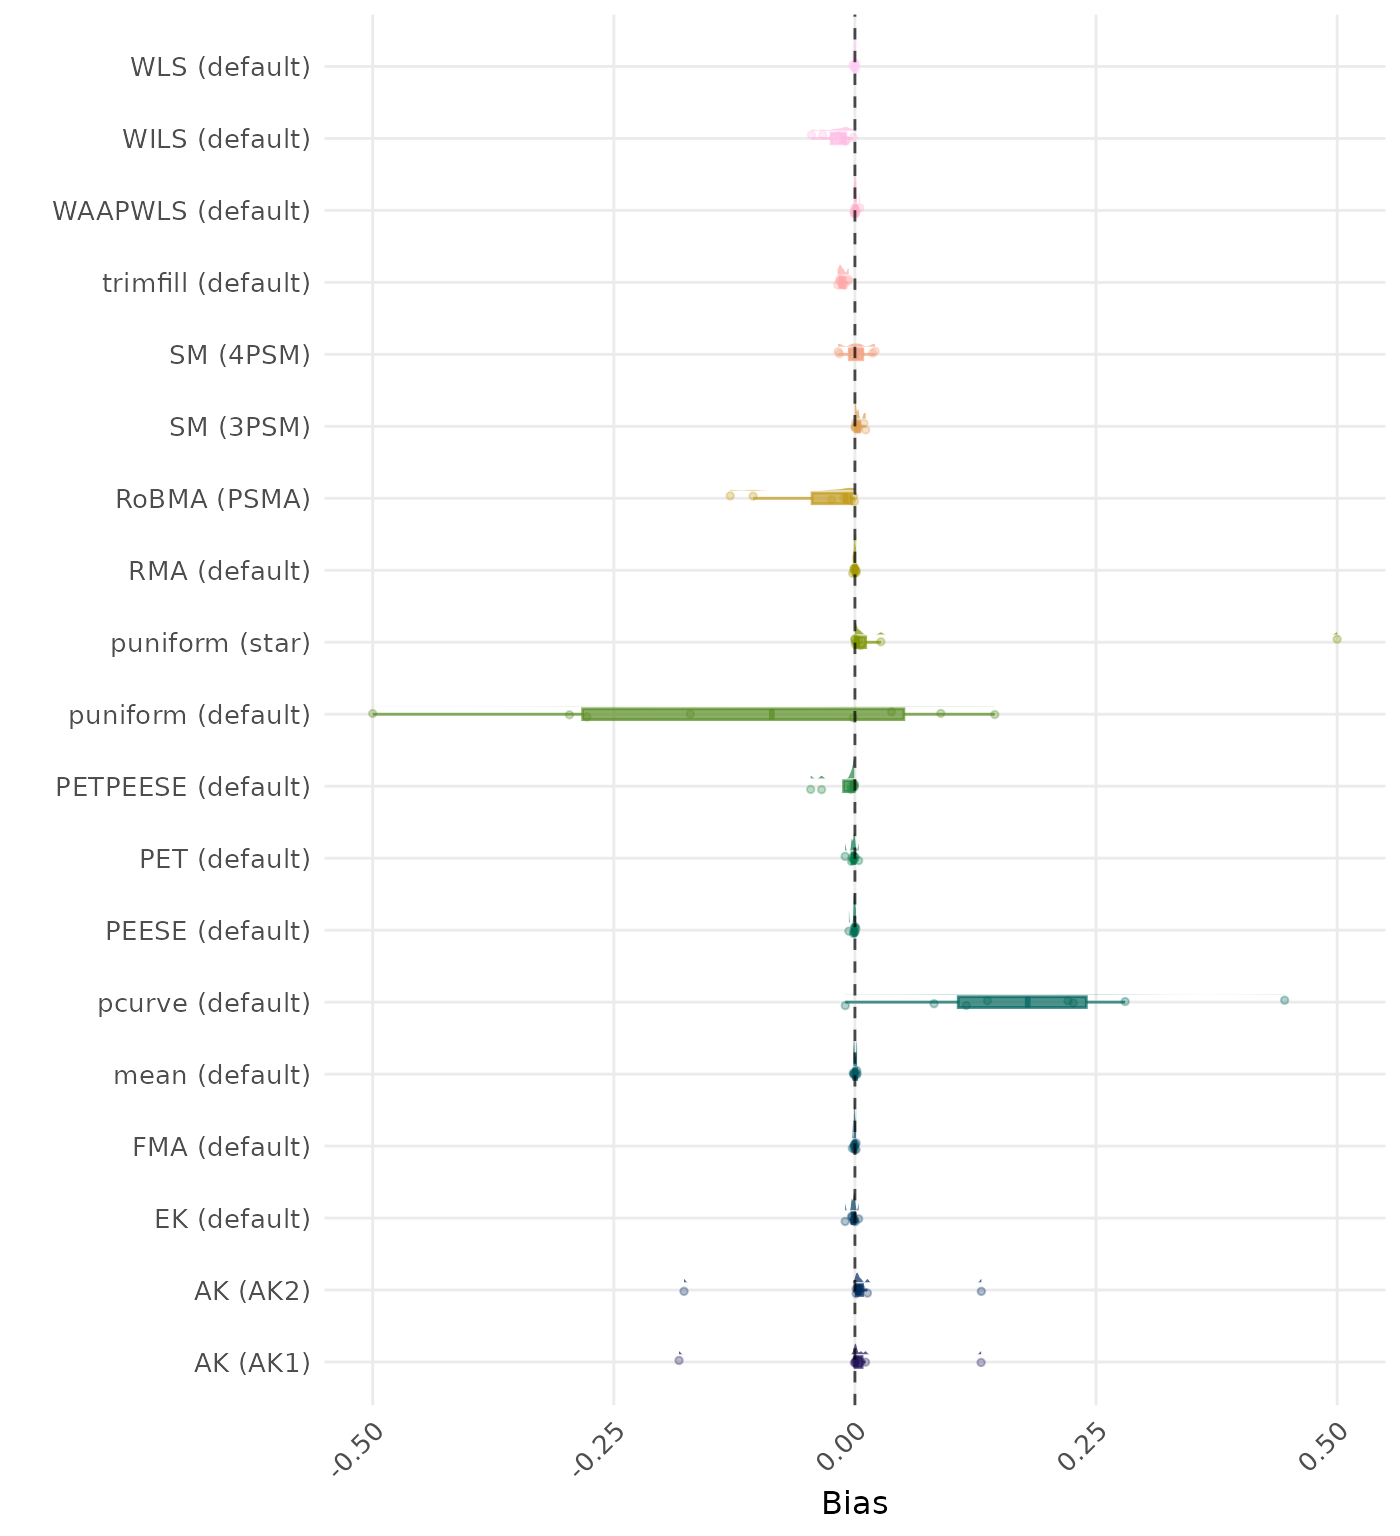 WLS (default)
WILS (default)
WAAPWLS (default)
trimfill (default)
SM (4PSM)
SM (3PSM)
RoBMA (PSMA)
RMA (default)
puniform (star)
puniform (default)
PETPEESE (default)
PET (default)
PEESE (default)
pcurve (default)
mean (default)
FMA (default)
EK (default)
AK (AK2)
AK (AK1)
-0.50 -0.25 0.00 0.25 0.50
Bias